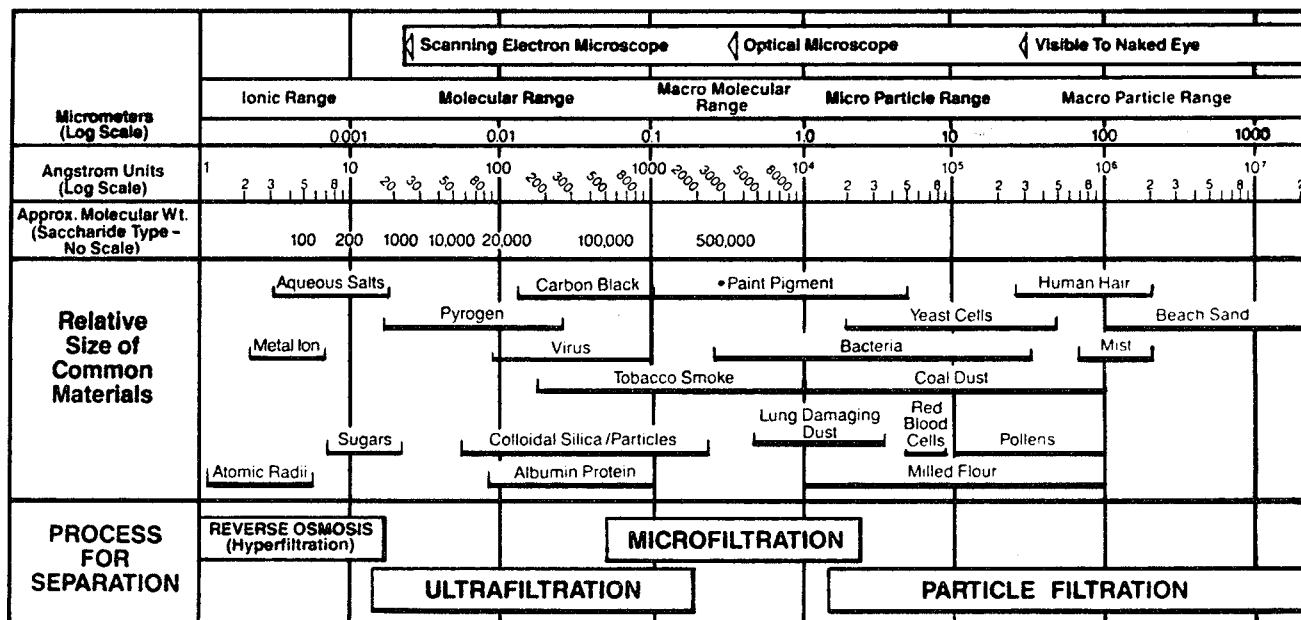 Scanning Electron Microscope Optical Microscope Visible To Naked Eye
Ionic Range Molecular Range Macro Molecular Range Micro Particle Range Macro Particle Range
Micrometers
(Log Scale)
0.001 0.01 0.1 1.0 10 100 1000
Angstrom Units
(Log Scale)
1 10 100 1000 10⁴ 10⁵ 10⁶ 10⁷
2 3 5 8 20 30 50 80 200 300 500 800 2000 3000 5000 8000 2 3 5 8 2 3 5 8 2 3 5 8 2
Approx. Molecular Wt.
(Saccharide Type –
No Scale)
100 200 1000 10,000 20,000 100,000 500,000
Relative
Size of
Common
Materials
Aqueous Salts Carbon Black •Paint Pigment Human Hair
Pyrogen Yeast Cells Beach Sand
Metal Ion Virus Bacteria Mist
Tobacco Smoke Coal Dust
Lung Damaging
Dust
Red
Blood
Cells
Sugars Colloidal Silica/Particles Pollens
Atomic Radii Albumin Protein Milled Flour
PROCESS
FOR
SEPARATION
REVERSE OSMOSIS
(Hyperfiltration)
MICROFILTRATION
ULTRAFILTRATION PARTICLE FILTRATION